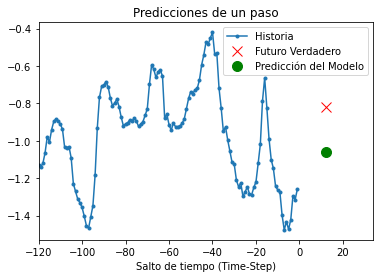 Predicciones de un paso
Historia
Futuro Verdadero
Predicción del Modelo
−0.4
−0.6
−0.8
−1.0
−1.2
−1.4
−120 −100 −80 −60 −40 −20 0 20
Salto de tiempo (Time-Step)